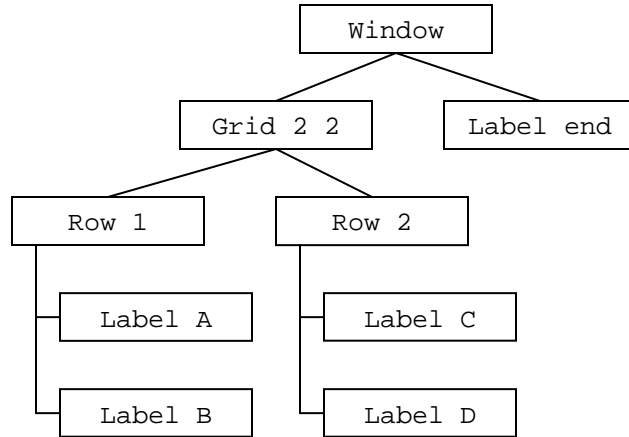 Window
Grid 2 2
Label end
Row 1
Row 2
Label A
Label C
Label B
Label D